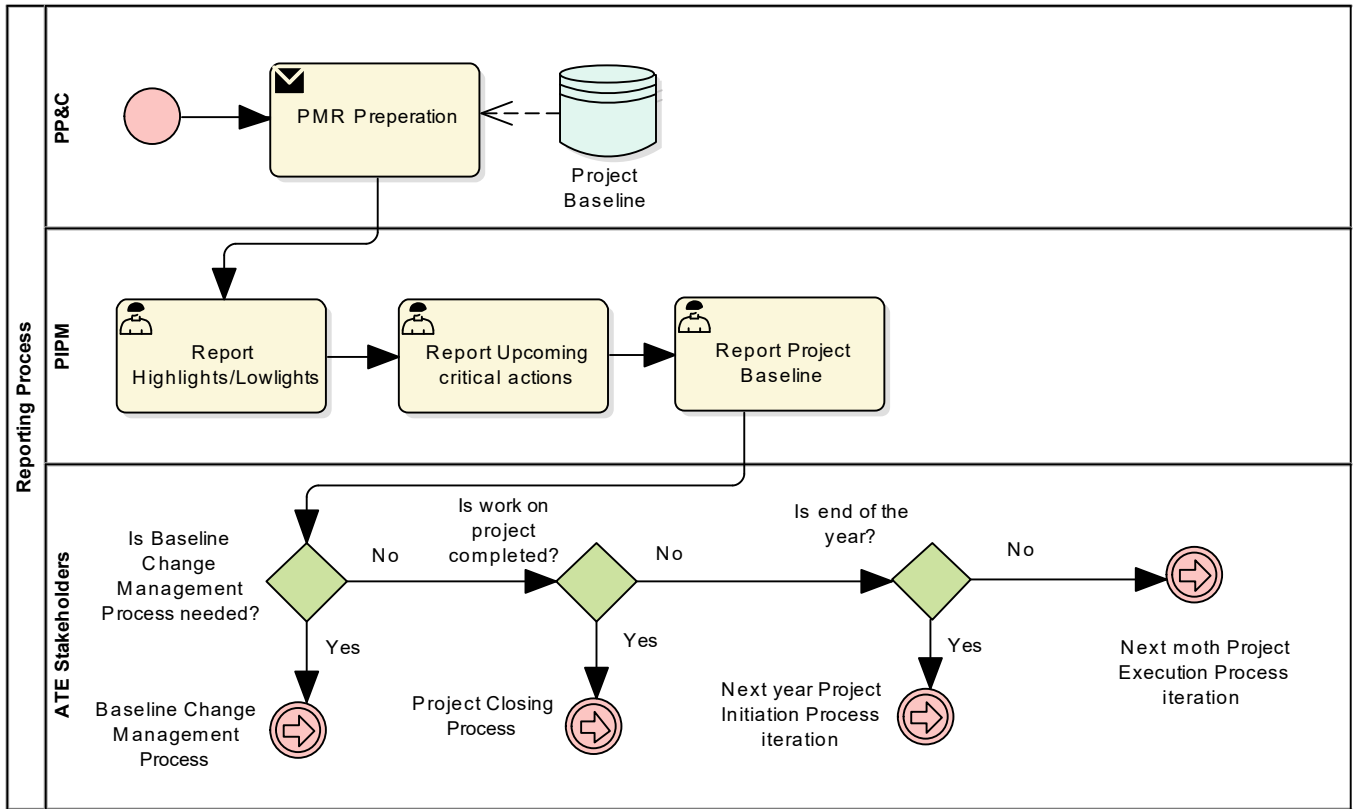 Reporting Process
PP&C
PMR Preperation
Project
Baseline
PIPM
Report
Highlights/Lowlights
Report Upcoming
critical actions
Report Project
Baseline
ATE Stakeholders
Is Baseline
Change
Management
Process needed?
No
Is work on
project
completed?
No
Is end of the
year?
No
Yes
Yes
Yes
Baseline Change
Management
Process
Project Closing
Process
Next year Project
Initiation Process
iteration
Next moth Project
Execution Process
iteration